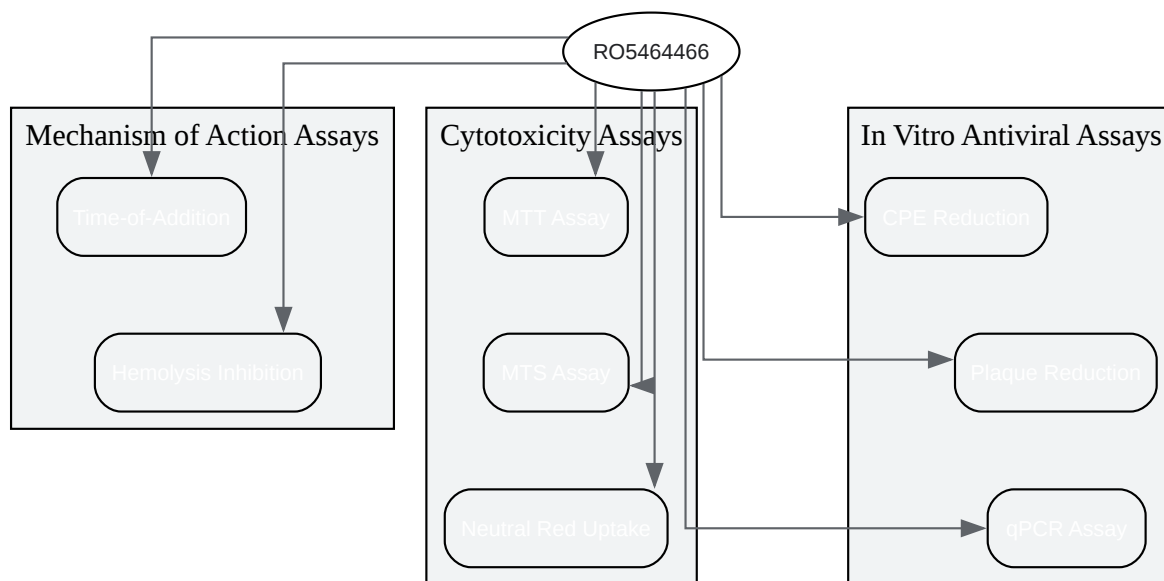 RO5464466
Mechanism of Action Assays
Cytotoxicity Assays
In Vitro Antiviral Assays
Time-of-Addition
MTT Assay
CPE Reduction
Hemolysis Inhibition
MTS Assay
Plaque Reduction
Neutral Red Uptake
qPCR Assay